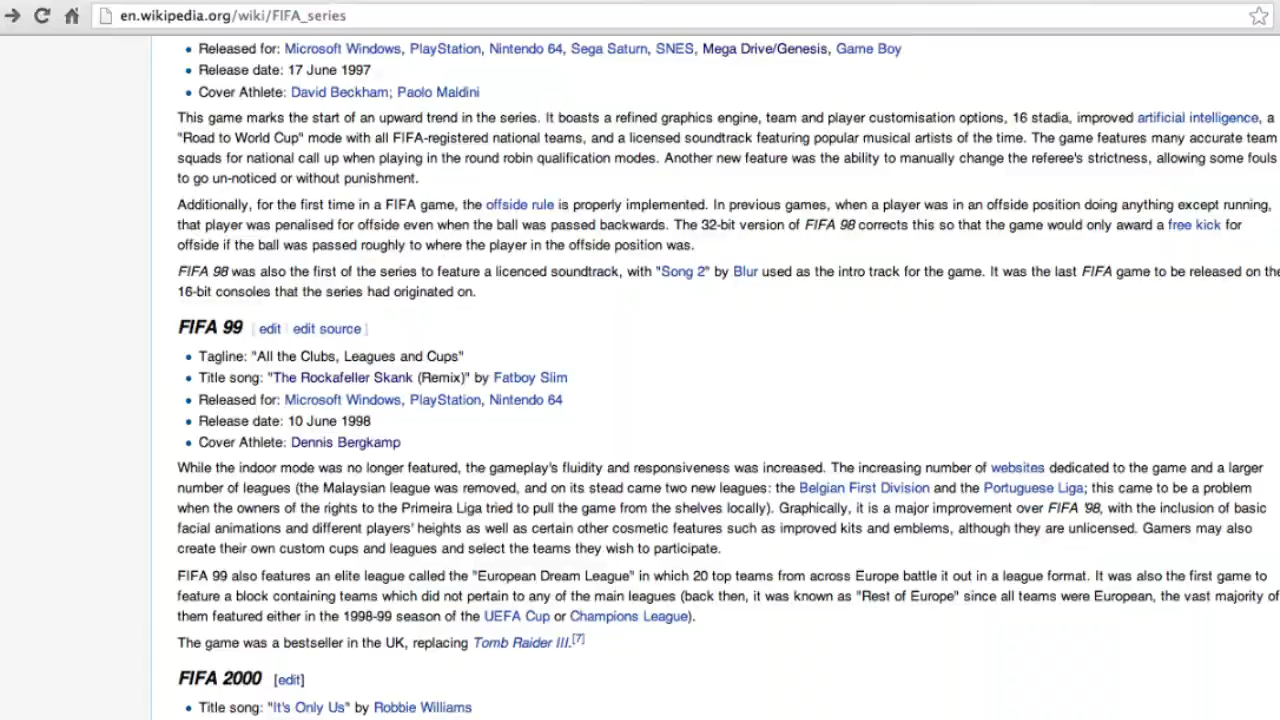 en.wikipedia.org/wiki/FIFA_series
• Released for: Microsoft Windows, PlayStation, Nintendo 64, Sega Saturn, SNES, Mega Drive/Genesis, Game Boy
• Release date: 17 June 1997
• Cover Athlete: David Beckham; Paolo Maldini
This game marks the start of an upward trend in the series. It boasts a refined graphics engine, team and player customisation options, 16 stadia, improved artificial intelligence, a
"Road to World Cup" mode with all FIFA-registered national teams, and a licensed soundtrack featuring popular musical artists of the time. The game features many accurate team
squads for national call up when playing in the round robin qualification modes. Another new feature was the ability to manually change the referee's strictness, allowing some fouls
to go un-noticed or without punishment.
Additionally, for the first time in a FIFA game, the offside rule is properly implemented. In previous games, when a player was in an offside position doing anything except running,
that player was penalised for offside even when the ball was passed backwards. The 32-bit version of FIFA 98 corrects this so that the game would only award a free kick for
offside if the ball was passed roughly to where the player in the offside position was.
FIFA 98 was also the first of the series to feature a licenced soundtrack, with "Song 2" by Blur used as the intro track for the game. It was the last FIFA game to be released on the
16-bit consoles that the series had originated on.
FIFA 99 [ edit | edit source ]
• Tagline: "All the Clubs, Leagues and Cups"
• Title song: "The Rockafeller Skank (Remix)" by Fatboy Slim
• Released for: Microsoft Windows, PlayStation, Nintendo 64
• Release date: 10 June 1998
• Cover Athlete: Dennis Bergkamp
While the indoor mode was no longer featured, the gameplay's fluidity and responsiveness was increased. The increasing number of websites dedicated to the game and a larger
number of leagues (the Malaysian league was removed, and on its stead came two new leagues: the Belgian First Division and the Portuguese Liga; this came to be a problem
when the owners of the rights to the Primeira Liga tried to pull the game from the shelves locally). Graphically, it is a major improvement over FIFA '98, with the inclusion of basic
facial animations and different players' heights as well as certain other cosmetic features such as improved kits and emblems, although they are unlicensed. Gamers may also
create their own custom cups and leagues and select the teams they wish to participate.
FIFA 99 also features an elite league called the "European Dream League" in which 20 top teams from across Europe battle it out in a league format. It was also the first game to
feature a block containing teams which did not pertain to any of the main leagues (back then, it was known as "Rest of Europe" since all teams were European, the vast majority of
them featured either in the 1998-99 season of the UEFA Cup or Champions League).
The game was a bestseller in the UK, replacing Tomb Raider III.[7]
FIFA 2000 [edit]
• Title song: "It's Only Us" by Robbie Williams